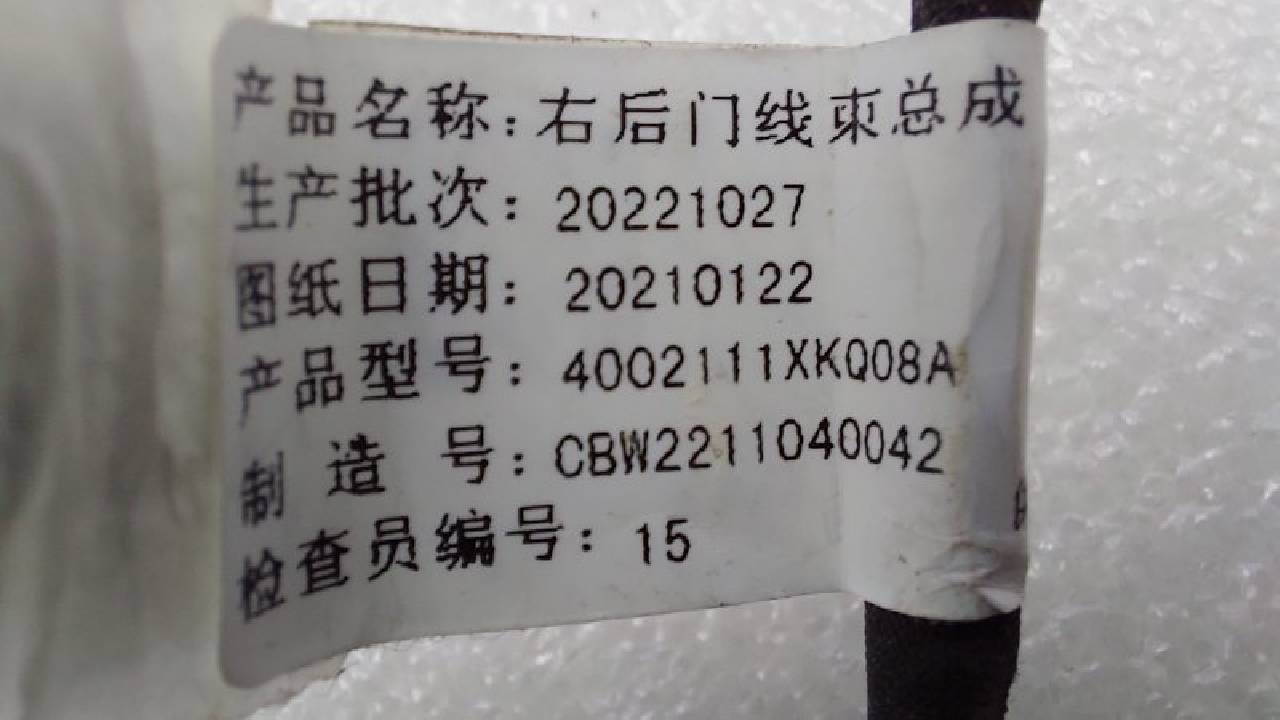 产品名称：右后门线束总成
生产批次：20221027
图纸日期：20210122
产品型号：4002111XKQ08A
制造号：CBW2211040042
检查员编号：15